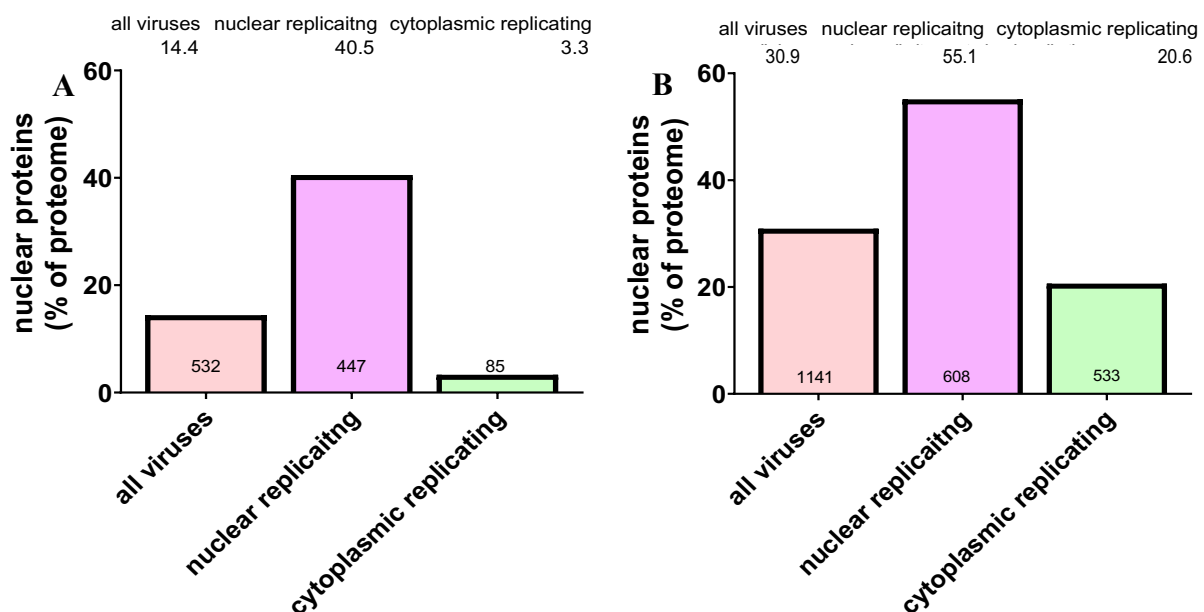 all viruses nuclear replicaitng cytoplasmic replicating
14.4 40.5 3.3
A
nuclear proteins
(% of proteome)
60
40
20
0
532
447
85
all viruses
nuclear replicaitng
cytoplasmic replicating
all viruses nuclear replicaitng cytoplasmic replicating
30.9 55.1 20.6
B
nuclear proteins
(% of proteome)
60
40
20
0
1141
608
533
all viruses
nuclear replicaitng
cytoplasmic replicating